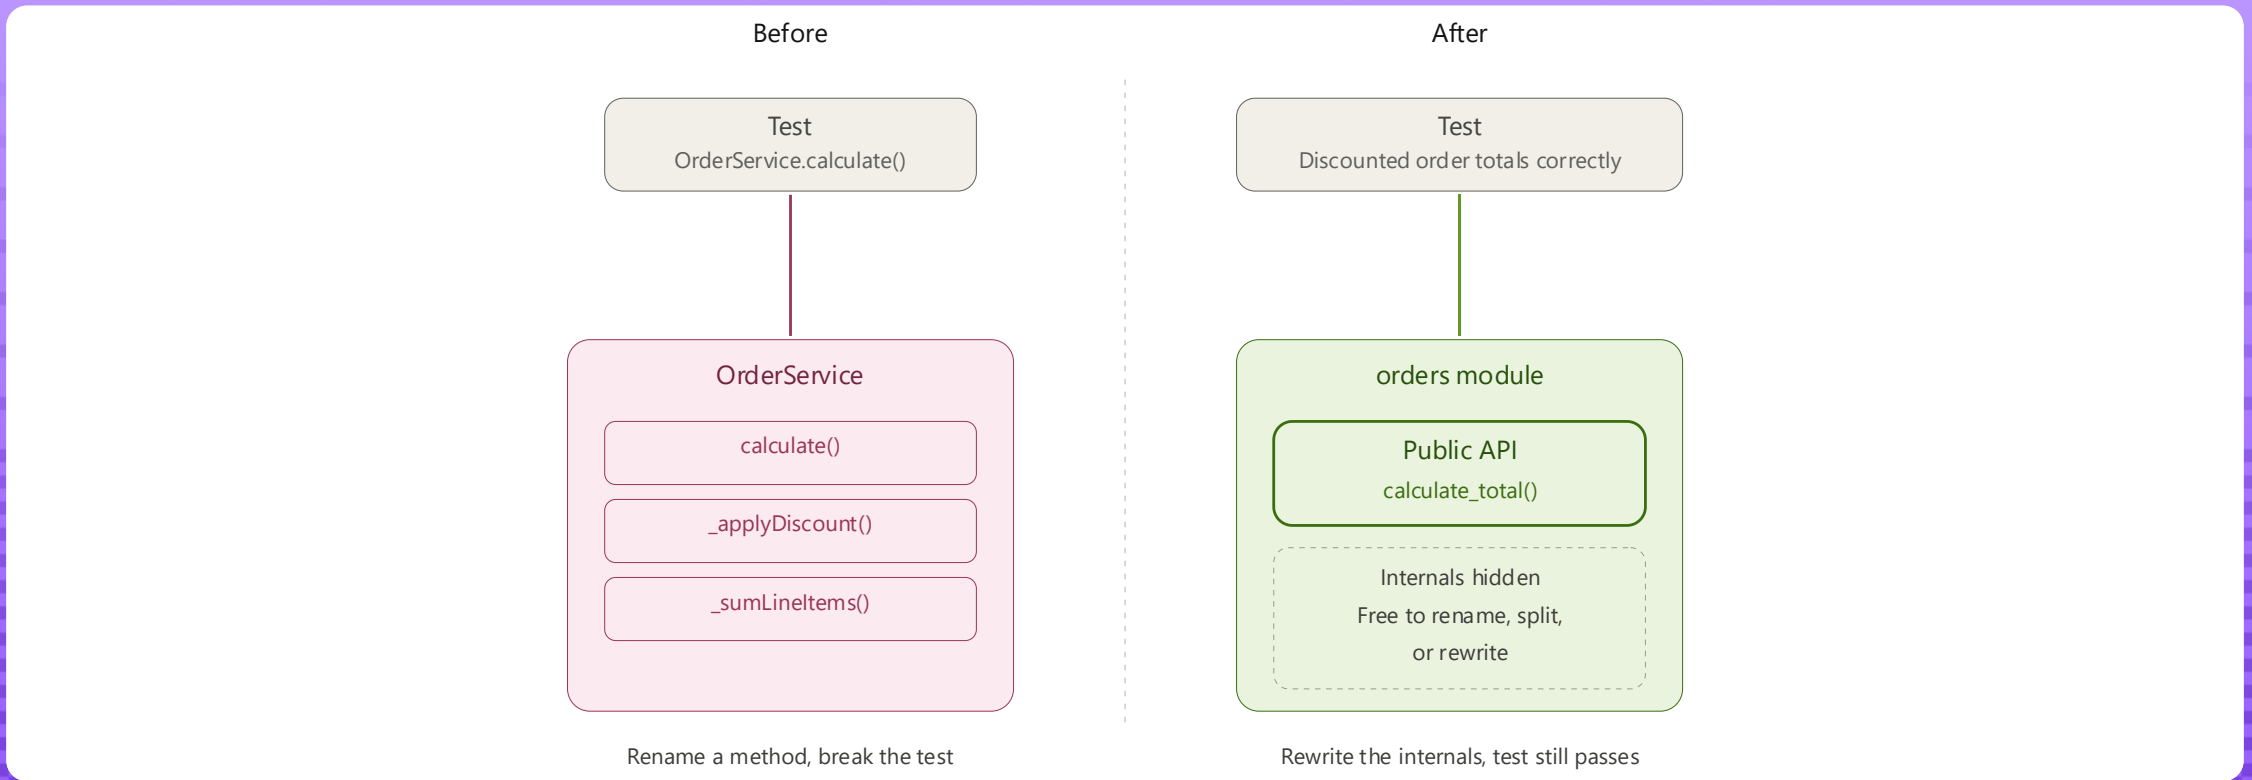 Before
Test
OrderService.calculate()
OrderService
calculate()
_applyDiscount()
_sumLineItems()
Rename a method, break the test
After
Test
Discounted order totals correctly
orders module
Public API
calculate_total()
Internals hidden
Free to rename, split,
or rewrite
Rewrite the internals, test still passes